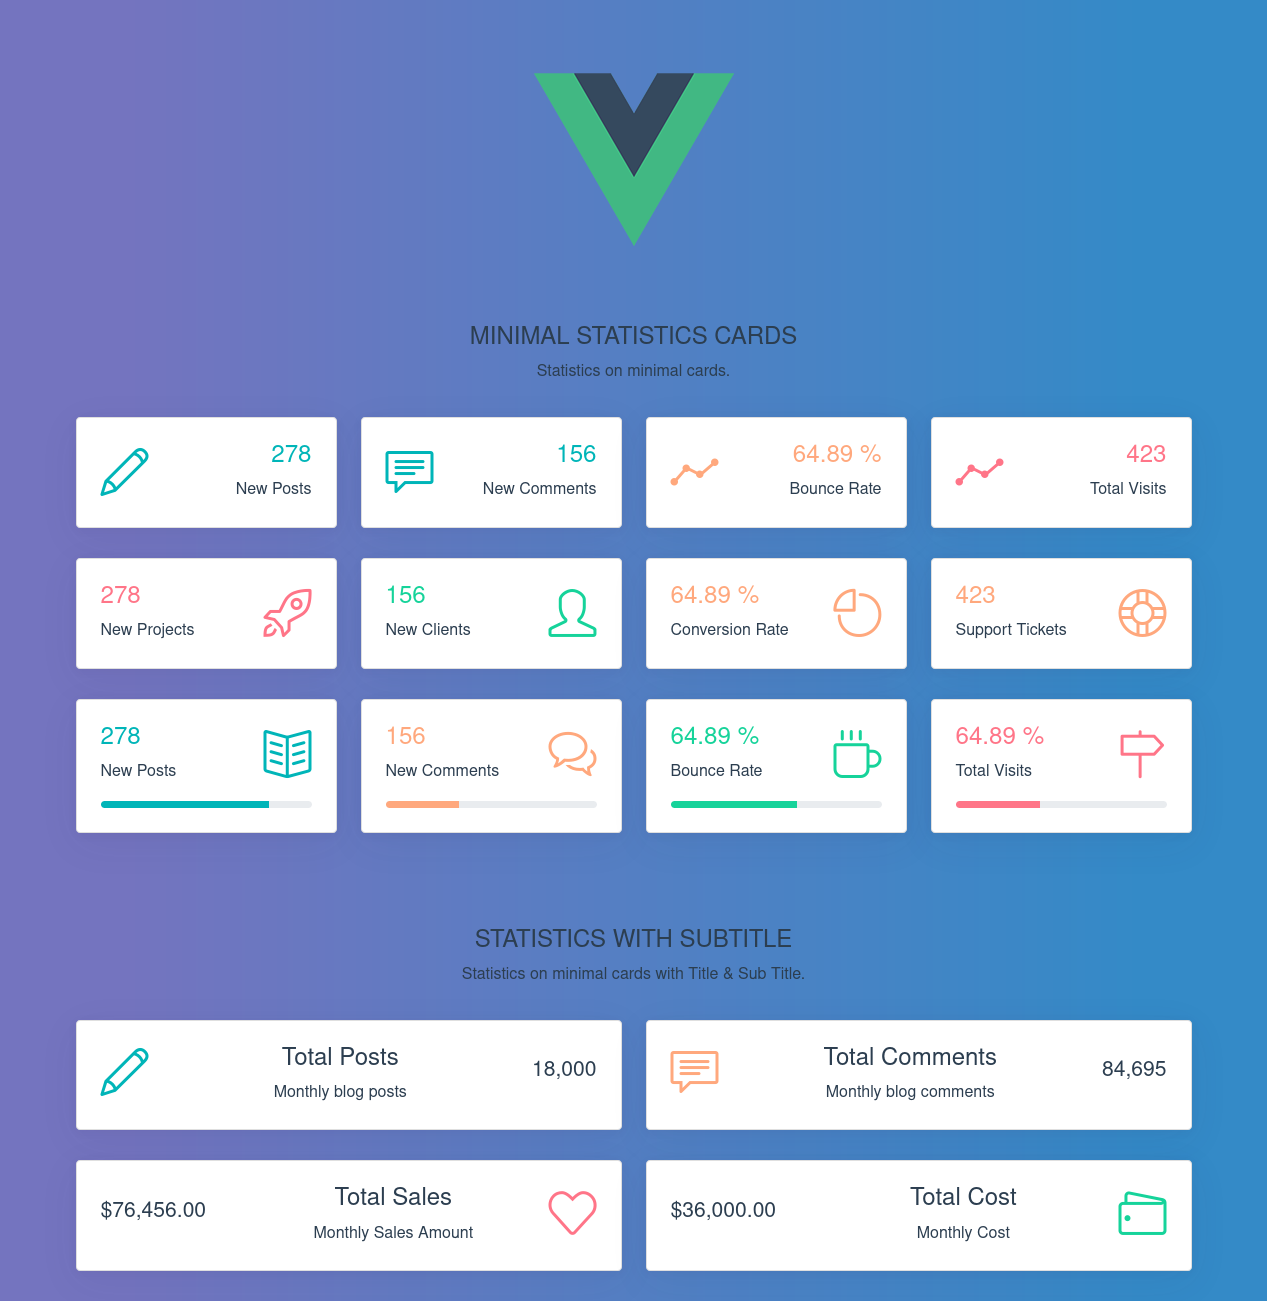 MINIMAL STATISTICS CARDS
Statistics on minimal cards.
278
New Posts
156
New Comments
64.89 %
Bounce Rate
423
Total Visits
278
New Projects
156
New Clients
64.89 %
Conversion Rate
423
Support Tickets
278
New Posts
156
New Comments
64.89 %
Bounce Rate
64.89 %
Total Visits
STATISTICS WITH SUBTITLE
Statistics on minimal cards with Title & Sub Title.
Total Posts
Monthly blog posts
18,000
Total Comments
Monthly blog comments
84,695
$76,456.00
Total Sales
Monthly Sales Amount
$36,000.00
Total Cost
Monthly Cost